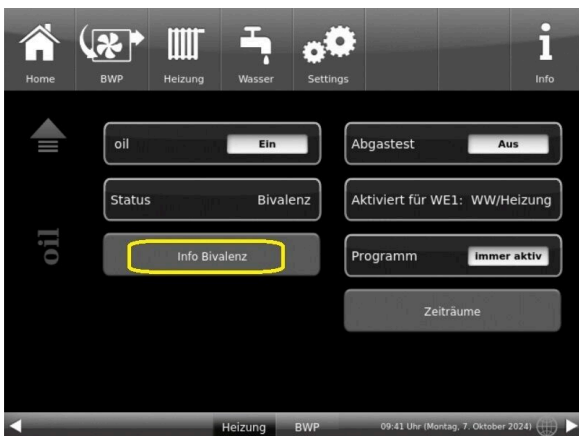 Home BWP Heizung Wasser Settings Info
oil Ein
Abgastest Aus
Status Bivalenz
Aktiviert für WE1: WW/Heizung
oil
Info Bivalenz
Programm immer aktiv
Zeiträume
Heizung BWP 09:41 Uhr (Montag, 7. Oktober 2024)